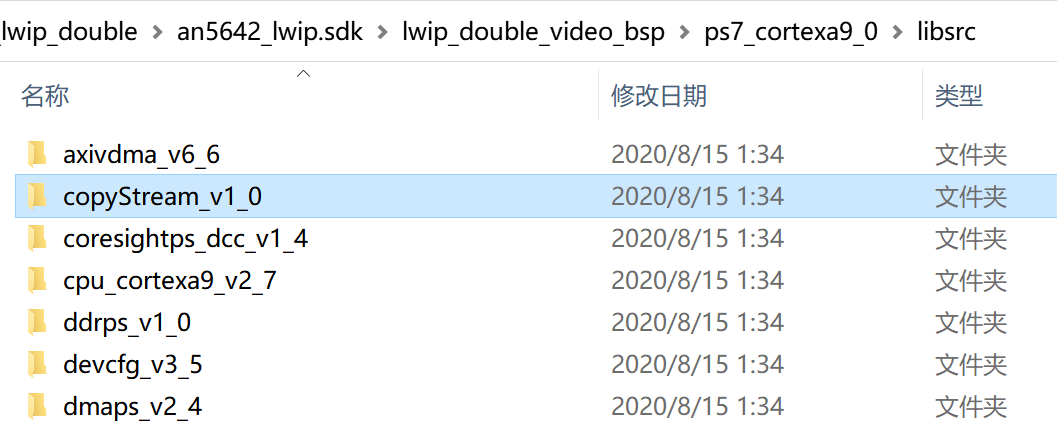 _lwip_double > an5642_lwip.sdk > lwip_double_video_bsp > ps7_cortexa9_0 > libsrc
名称 修改日期 类型
axivdma_v6_6 2020/8/15 1:34 文件夹
copyStream_v1_0 2020/8/15 1:34 文件夹
coresightps_dcc_v1_4 2020/8/15 1:34 文件夹
cpu_cortexa9_v2_7 2020/8/15 1:34 文件夹
ddrps_v1_0 2020/8/15 1:34 文件夹
devcfg_v3_5 2020/8/15 1:34 文件夹
dmaps_v2_4 2020/8/15 1:34 文件夹